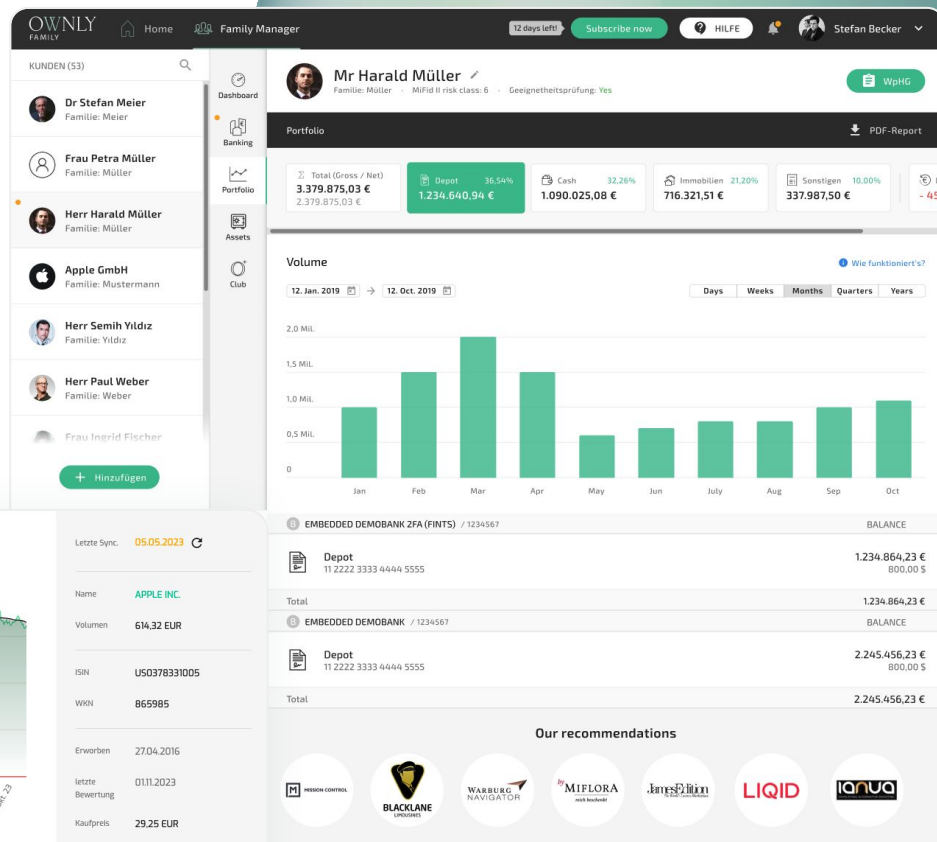 OWNLY
FAMILY
Home
Family Manager
12 days left!
Subscribe now
HILFE
Stefan Becker
KUNDEN (53)
Dr Stefan Meier
Familie: Meier
Frau Petra Müller
Familie: Müller
Herr Harald Müller
Familie: Müller
Apple GmbH
Familie: Mustermann
Herr Semih Yıldız
Familie: Yıldız
Herr Paul Weber
Familie: Weber
Frau Ingrid Fischer
+ Hinzufügen
Dashboard
Banking
Portfolio
Assets
Club
Mr Harald Müller
Familie: Müller · MiFid II risk class: 6 · Geeignetheitsprüfung: Yes
WpHG
Portfolio
PDF-Report
Σ Total (Gross / Net)
3.379.875,03 €
2.379.875,03 €
Depot 36,54%
1.234.640,94 €
Cash 32,26%
1.090.025,08 €
Immobilien 21,20%
716.321,51 €
Sonstigen 10.00%
337.987,50 €
- 45
Volume
Wie funktioniert's?
12. Jan. 2019 → 12. Oct. 2019
Days Weeks Months Quarters Years
2,0 Mil.
1,5 Mil.
1,0 Mil.
0,5 Mil.
0
Jan Feb Mar Apr May Jun July Aug Sep Oct
B EMBEDDED DEMOBANK 2FA (FINTS) / 1234567 BALANCE
Depot 1.234.864,23 €
11 2222 3333 4444 5555 800,00 $
Total 1.234.864,23 €
B EMBEDDED DEMOBANK / 1234567 BALANCE
Depot 2.245.456,23 €
11 2222 3333 4444 5555 800,00 $
Total 2.245.456,23 €
Our recommendations
M MISSION CONTROL
BLACKLANE
LIMOUSINES
WARBURG
NAVIGATOR
by MIFLORA
mich beschenkt
JamesEdition
LIQID
IANUA
Letzte Sync. 05.05.2023
Name APPLE INC.
Volumen 614,32 EUR
ISIN US0378331005
WKN 865985
Erworben 27.04.2016
letzte
Bewertung 01.11.2023
Kaufpreis 29,25 EUR